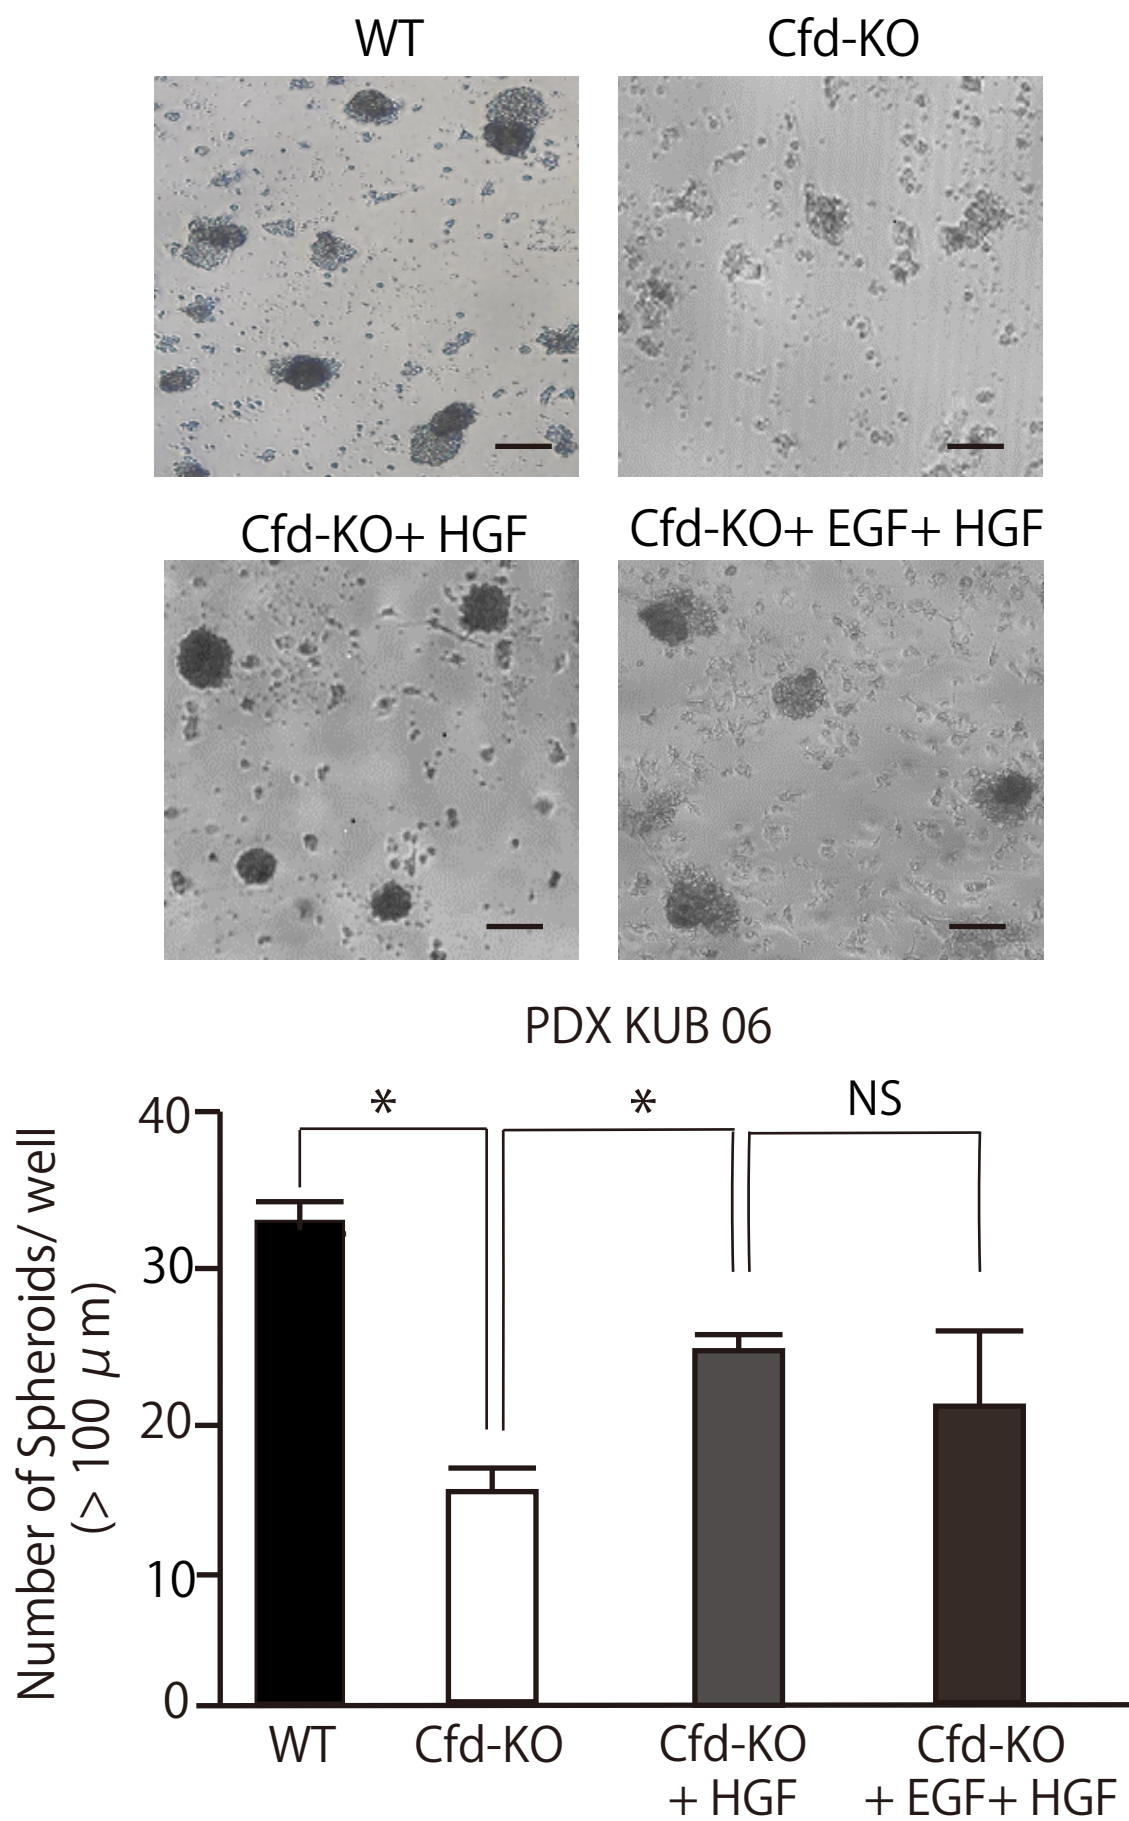 WT
Cfd-KO
Cfd-KO+ HGF
Cfd-KO+ EGF+ HGF
PDX KUB 06
Number of Spheroids/ well
(> 100 μm)
40
30
20
10
0
*
*
NS
WT
Cfd-KO
Cfd-KO
+ HGF
Cfd-KO
+ EGF+ HGF